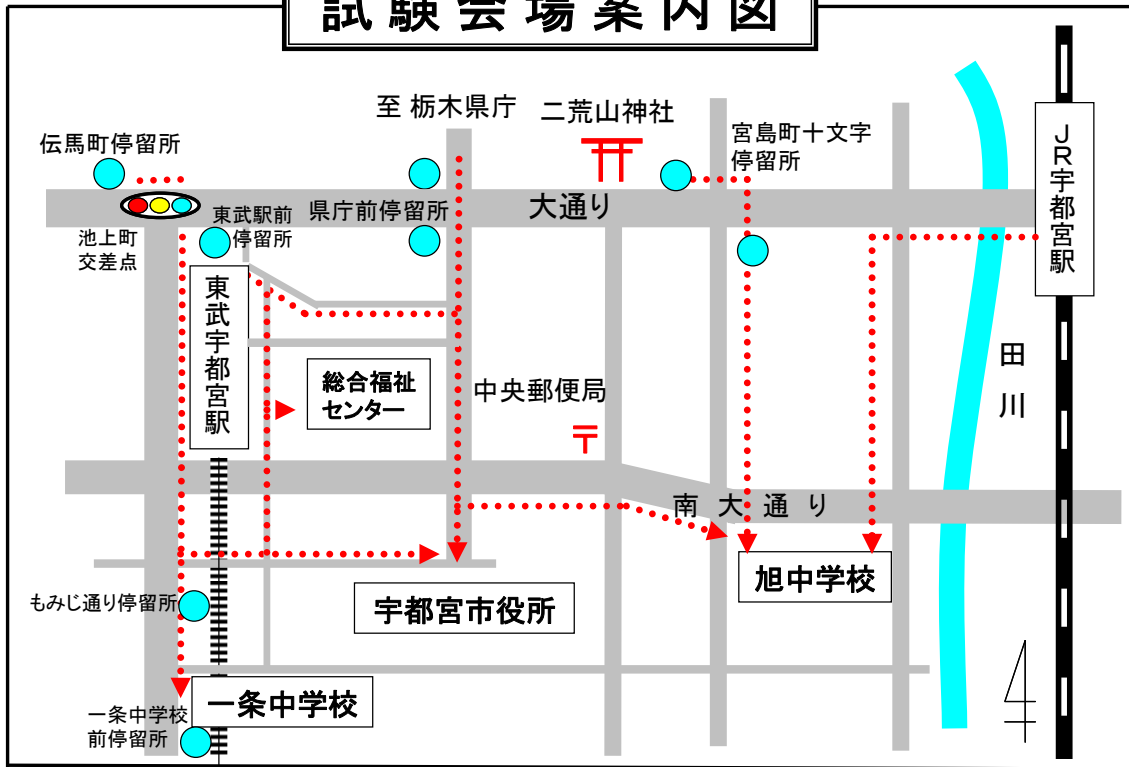 試験会場案内図
至 栃木県庁
二荒山神社
宮島町十文字
停留所
伝馬町停留所
JR宇都宮駅
大通り
県庁前停留所
東武駅前
停留所
池上町
交差点
東武宇都宮駅
総合福祉
センター
中央郵便局
〒
田川
南大通り
旭中学校
もみじ通り停留所
宇都宮市役所
一条中学校
一条中学校
前停留所